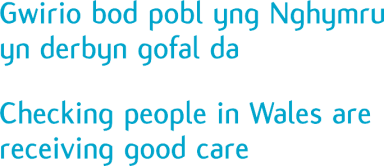 Gwirio bod pobl yng Nghymru
yn derbyn gofal da
Checking people in Wales are
receiving good care